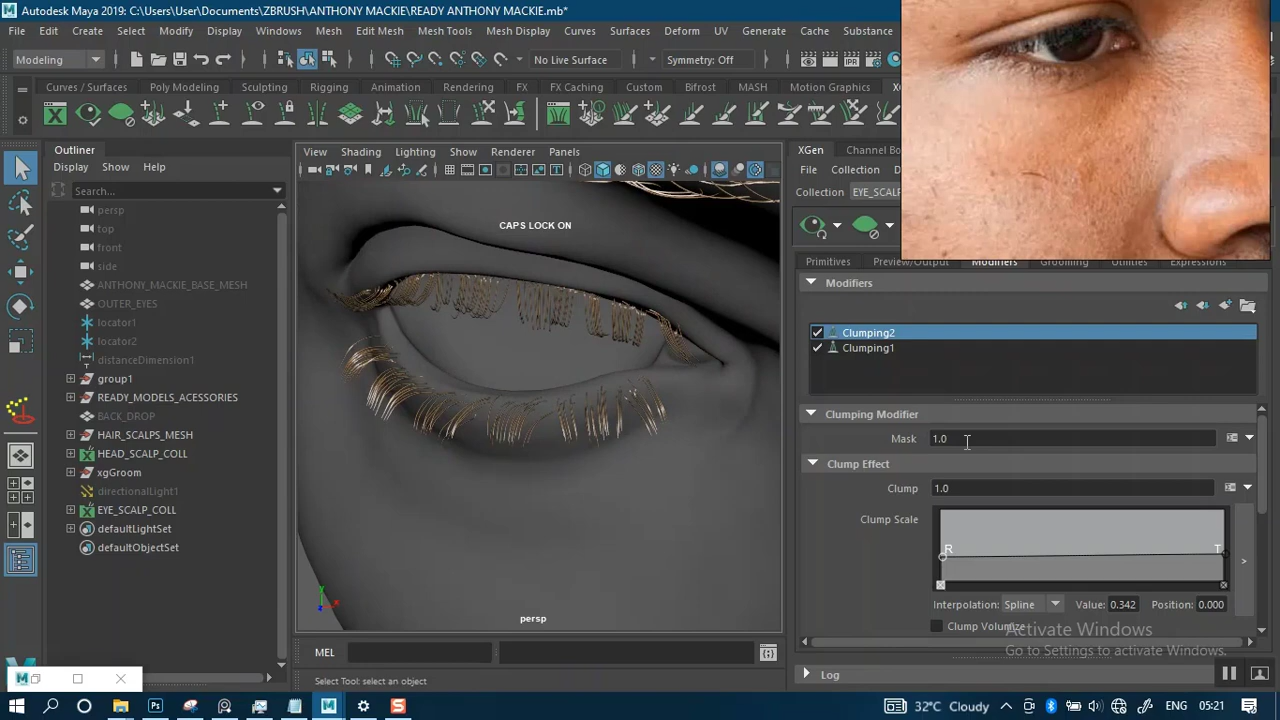 Autodesk Maya 2019: C:\Users\User\Documents\ZBRUSH\ANTHONY MACKIE\READY ANTHONY MACKIE.mb*
File Edit Create Select Modify Display Windows Mesh Edit Mesh Mesh Tools Mesh Display Curves Surfaces Deform UV Generate Cache Substance
Modeling No Live Surface Symmetry: Off
Curves / Surfaces Poly Modeling Sculpting Rigging Animation Rendering FX FX Caching Custom Bifrost MASH Motion Graphics
Outliner
Display Show Help
Search...
persp
top
front
side
ANTHONY_MACKIE_BASE_MESH
OUTER_EYES
locator1
locator2
distanceDimension1
group1
READY_MODELS_ACESSORIES
BACK_DROP
HAIR_SCALPS_MESH
HEAD_SCALP_COLL
xgGroom
directionalLight1
EYE_SCALP_COLL
defaultLightSet
defaultObjectSet
View Shading Lighting Show Renderer Panels
CAPS LOCK ON
persp
XGen Channel Bo
File Collection
Collection EYE_SCALP
Primitives Preview/Output Modifiers Grooming Utilities Expressions
Modifiers
Clumping2
Clumping1
Clumping Modifier
Mask 1.0
Clump Effect
Clump 1.0
Clump Scale
R T
Interpolation: Spline Value: 0.342 Position: 0.000
Clump Volumize
Activate Windows
Go to Settings to activate Windows.
Log
MEL
Select Tool: select an object
32°C Cloudy ENG 05:21